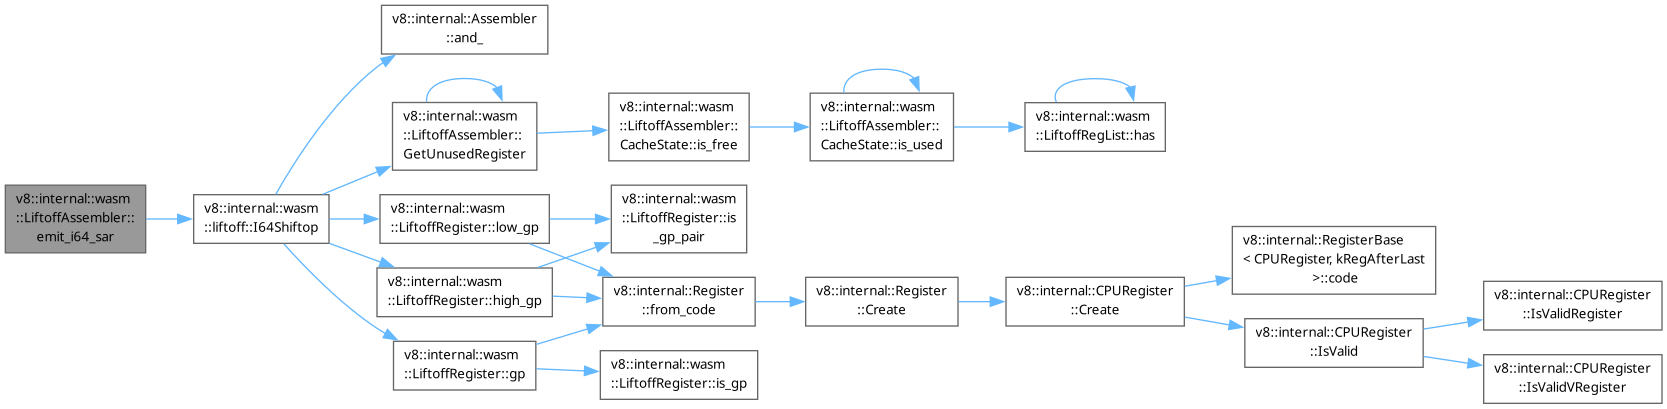 v8::internal::wasm
::LiftoffAssembler::
emit_i64_sar
v8::internal::wasm
::liftoff::I64Shiftop
v8::internal::Assembler
::and_
v8::internal::wasm
::LiftoffAssembler::
GetUnusedRegister
v8::internal::wasm
::LiftoffAssembler::
CacheState::is_free
v8::internal::wasm
::LiftoffAssembler::
CacheState::is_used
v8::internal::wasm
::LiftoffRegList::has
v8::internal::wasm
::LiftoffRegister::low_gp
v8::internal::wasm
::LiftoffRegister::is
_gp_pair
v8::internal::wasm
::LiftoffRegister::high_gp
v8::internal::Register
::from_code
v8::internal::Register
::Create
v8::internal::CPURegister
::Create
v8::internal::RegisterBase
< CPURegister, kRegAfterLast
>::code
v8::internal::CPURegister
::IsValid
v8::internal::CPURegister
::IsValidRegister
v8::internal::CPURegister
::IsValidVRegister
v8::internal::wasm
::LiftoffRegister::gp
v8::internal::wasm
::LiftoffRegister::is_gp